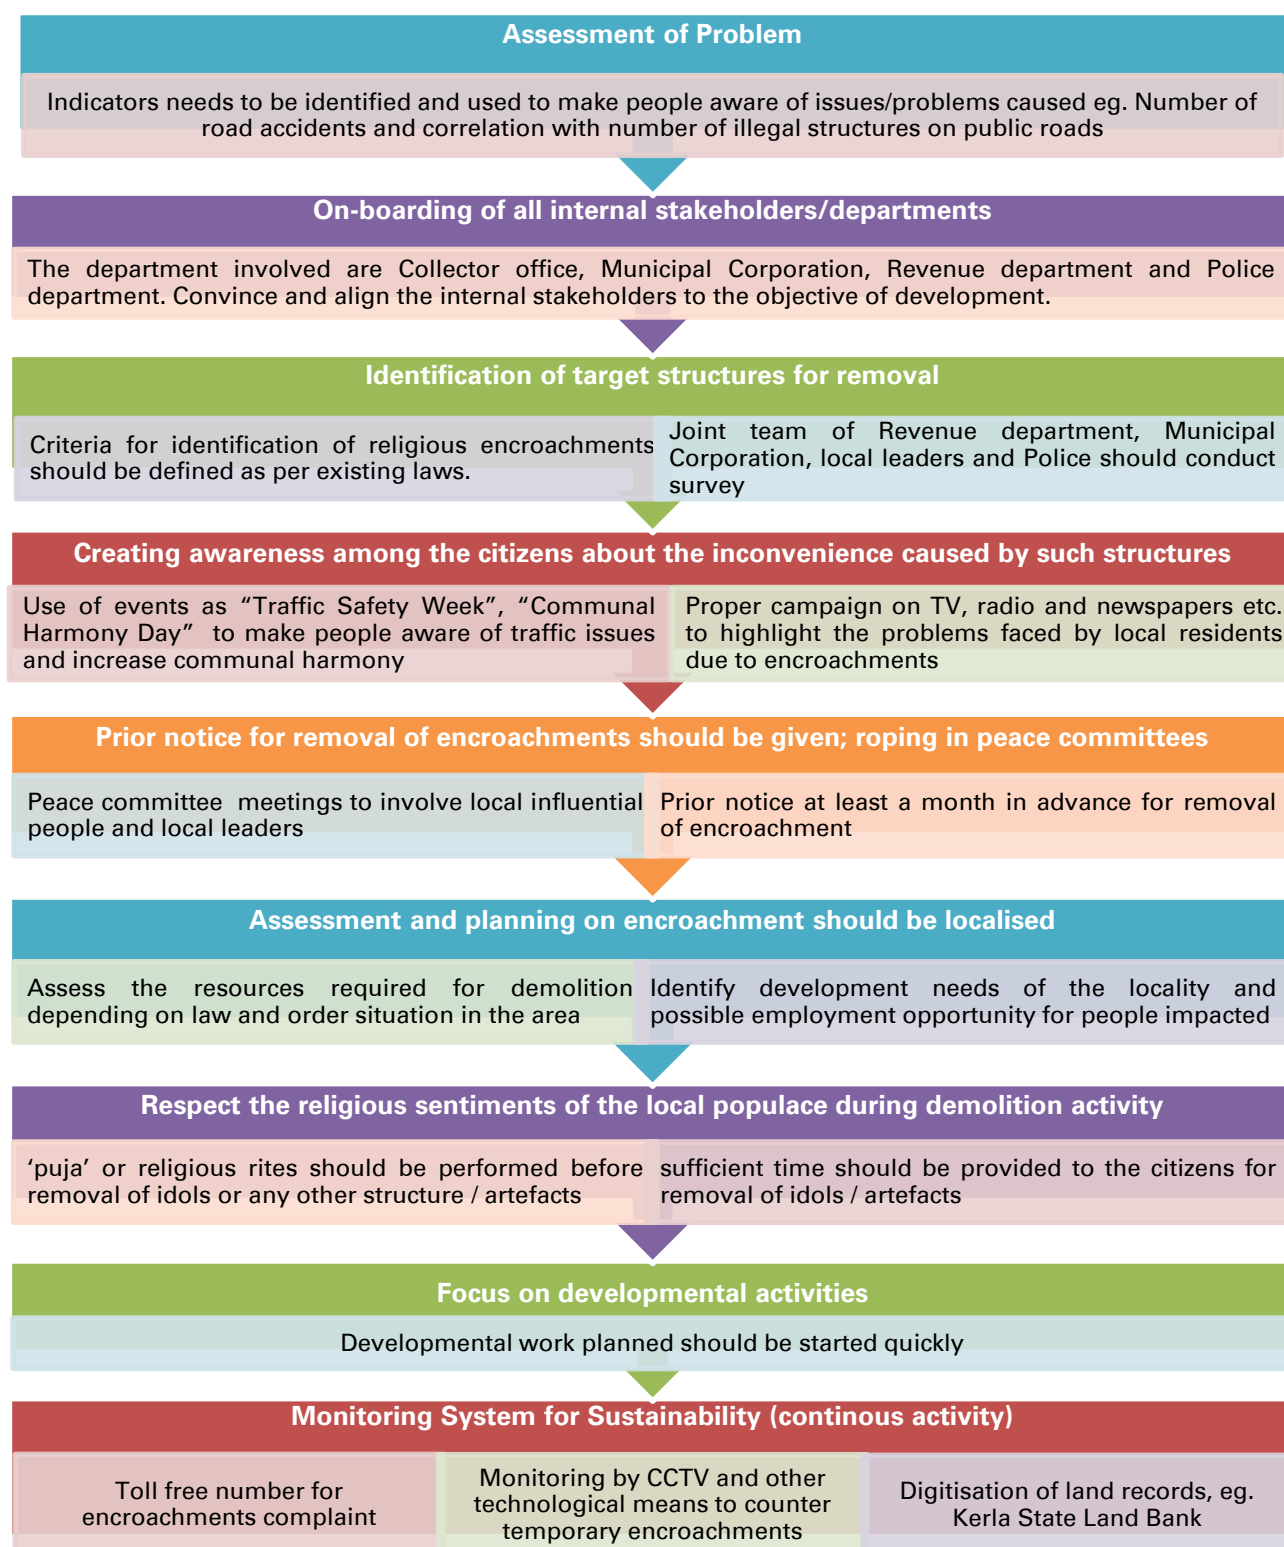 Assessment of Problem
Indicators needs to be identified and used to make people aware of issues/problems caused eg. Number of
road accidents and correlation with number of illegal structures on public roads
On-boarding of all internal stakeholders/departments
The department involved are Collector office, Municipal Corporation, Revenue department and Police
department. Convince and align the internal stakeholders to the objective of development.
Identification of target structures for removal
Criteria for identification of religious encroachments
should be defined as per existing laws.
Joint team of Revenue department, Municipal
Corporation, local leaders and Police should conduct
survey
Creating awareness among the citizens about the inconvenience caused by such structures
Use of events as “Traffic Safety Week”, “Communal
Harmony Day” to make people aware of traffic issues
and increase communal harmony
Proper campaign on TV, radio and newspapers etc.
to highlight the problems faced by local residents
due to encroachments
Prior notice for removal of encroachments should be given; roping in peace committees
Peace committee meetings to involve local influential
people and local leaders
Prior notice at least a month in advance for removal
of encroachment
Assessment and planning on encroachment should be localised
Assess the resources required for demolition
depending on law and order situation in the area
Identify development needs of the locality and
possible employment opportunity for people impacted
Respect the religious sentiments of the local populace during demolition activity
‘puja’ or religious rites should be performed before
removal of idols or any other structure / artefacts
sufficient time should be provided to the citizens for
removal of idols / artefacts
Focus on developmental activities
Developmental work planned should be started quickly
Monitoring System for Sustainability (continous activity)
Toll free number for
encroachments complaint
Monitoring by CCTV and other
technological means to counter
temporary encroachments
Digitisation of land records, eg.
Kerla State Land Bank